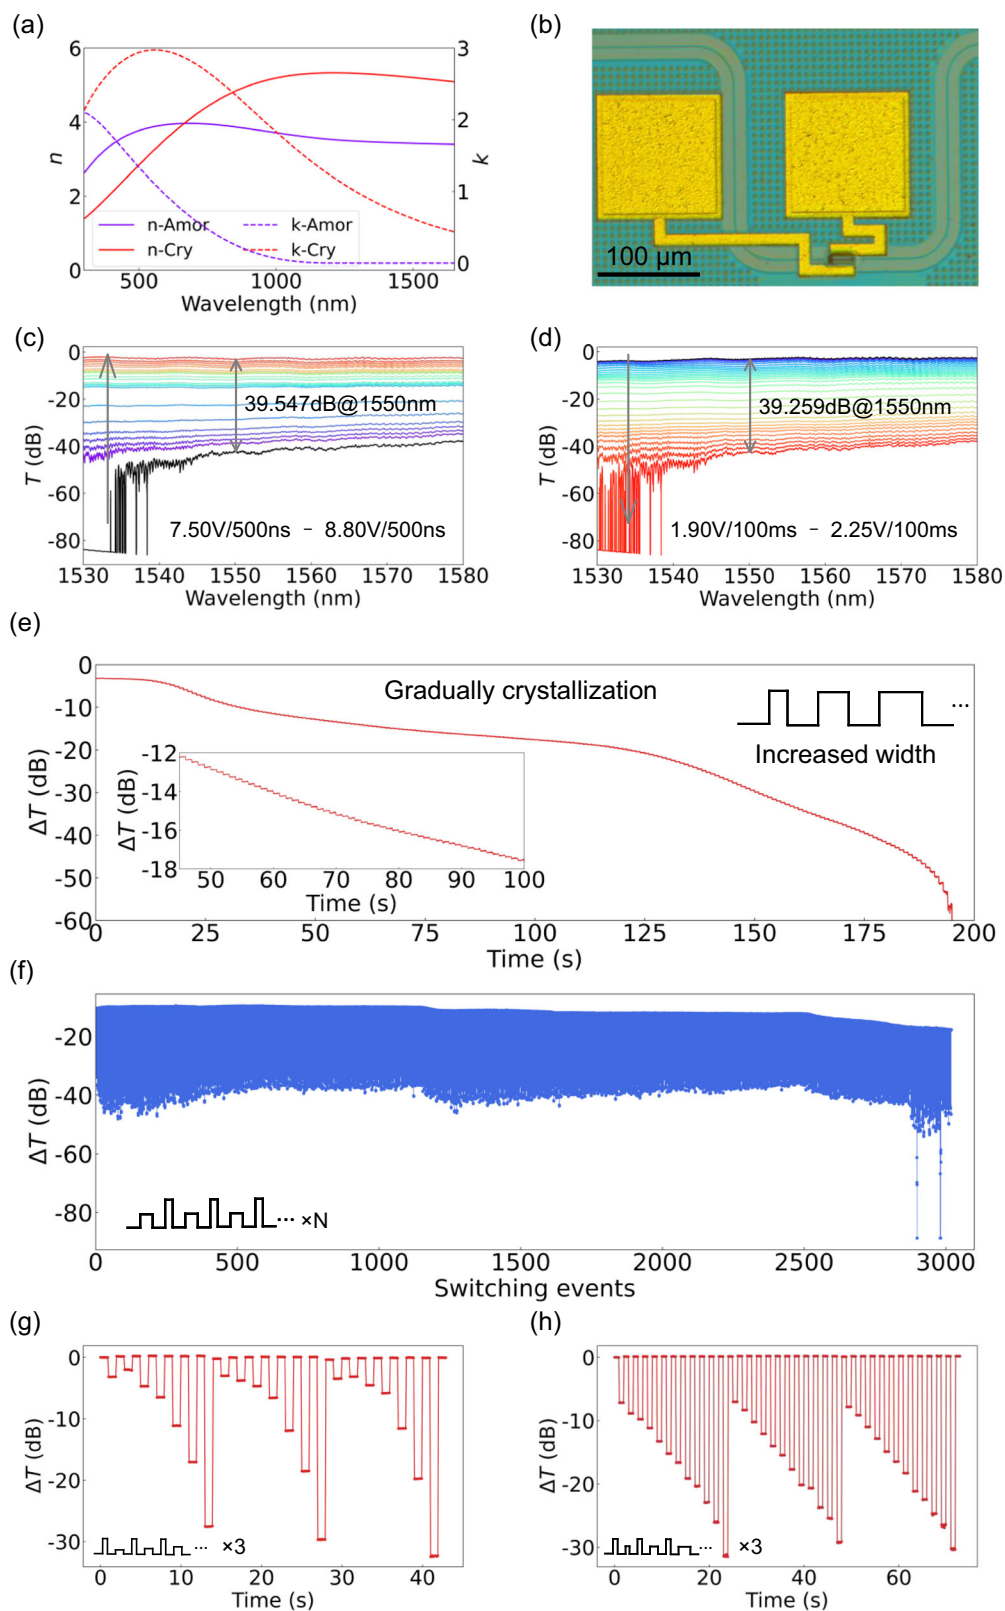 (a)
6
4
2
0
n
3
2
1
0
k
n-Amor
k-Amor
n-Cry
k-Cry
500
1000
1500
Wavelength (nm)
(b)
100 μm
(c)
0
-20
-40
-60
-80
T (dB)
39.547dB@1550nm
7.50V/500ns - 8.80V/500ns
1530 1540 1550 1560 1570 1580
Wavelength (nm)
(d)
0
-20
-40
-60
-80
T (dB)
39.259dB@1550nm
1.90V/100ms - 2.25V/100ms
1530 1540 1550 1560 1570 1580
Wavelength (nm)
(e)
0
-10
-20
-30
-40
-50
-60
ΔT (dB)
Gradually crystallization
...
Increased width
-12
-14
-16
-18
ΔT (dB)
50 60 70 80 90 100
Time (s)
0 25 50 75 100 125 150 175 200
Time (s)
(f)
-20
-40
-60
-80
ΔT (dB)
... ×N
0 500 1000 1500 2000 2500 3000
Switching events
(g)
0
-10
-20
-30
ΔT (dB)
... ×3
0 10 20 30 40
Time (s)
(h)
0
-10
-20
-30
ΔT (dB)
... ×3
0 20 40 60
Time (s)